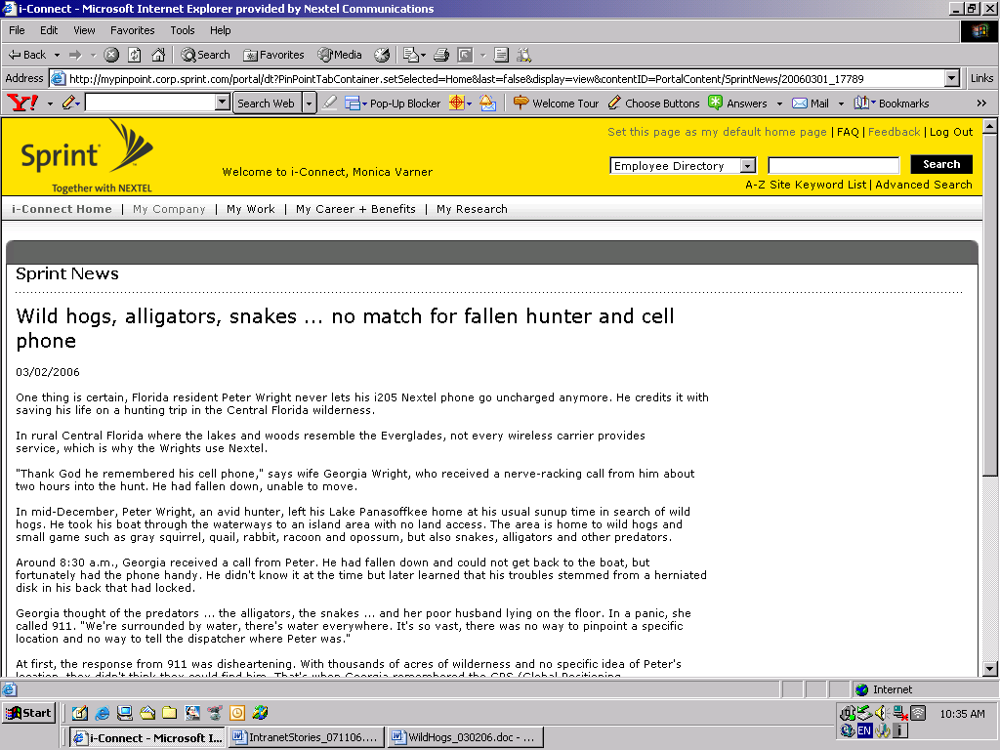 i-Connect - Microsoft Internet Explorer provided by Nextel Communications
File Edit View Favorites Tools Help
Back Search Favorites Media
Address http://mypinpoint.corp.sprint.com/portal/dt?PinPointTabContainer.setSelected=Home&last=false&display=view&contentID=PortalContent/SprintNews/20060301_17789 Links
Y! Search Web Pop-Up Blocker Welcome Tour Choose Buttons Answers Mail Bookmarks >>
Set this page as my default home page | FAQ | Feedback | Log Out
Sprint
Together with NEXTEL
Welcome to i-Connect, Monica Varner
Employee Directory Search
A-Z Site Keyword List | Advanced Search
i-Connect Home | My Company | My Work | My Career + Benefits | My Research
Sprint News
Wild hogs, alligators, snakes ... no match for fallen hunter and cell
phone
03/02/2006
One thing is certain, Florida resident Peter Wright never lets his i205 Nextel phone go uncharged anymore. He credits it with
saving his life on a hunting trip in the Central Florida wilderness.
In rural Central Florida where the lakes and woods resemble the Everglades, not every wireless carrier provides
service, which is why the Wrights use Nextel.
"Thank God he remembered his cell phone," says wife Georgia Wright, who received a nerve-racking call from him about
two hours into the hunt. He had fallen down, unable to move.
In mid-December, Peter Wright, an avid hunter, left his Lake Panasoffkee home at his usual sunup time in search of wild
hogs. He took his boat through the waterways to an island area with no land access. The area is home to wild hogs and
small game such as gray squirrel, quail, rabbit, racoon and opossum, but also snakes, alligators and other predators.
Around 8:30 a.m., Georgia received a call from Peter. He had fallen down and could not get back to the boat, but
fortunately had the phone handy. He didn't know it at the time but later learned that his troubles stemmed from a herniated
disk in his back that had locked.
Georgia thought of the predators ... the alligators, the snakes ... and her poor husband lying on the floor. In a panic, she
called 911. "We're surrounded by water, there's water everywhere. It's so vast, there was no way to pinpoint a specific
location and no way to tell the dispatcher where Peter was."
At first, the response from 911 was disheartening. With thousands of acres of wilderness and no specific idea of Peter's
location, they didn't think they could find him. That's when Georgia remembered the GPS (Global Positioning
Internet
Start EN 10:35 AM
i-Connect - Microsoft I... IntranetStories_071106.... WildHogs_030206.doc - ...